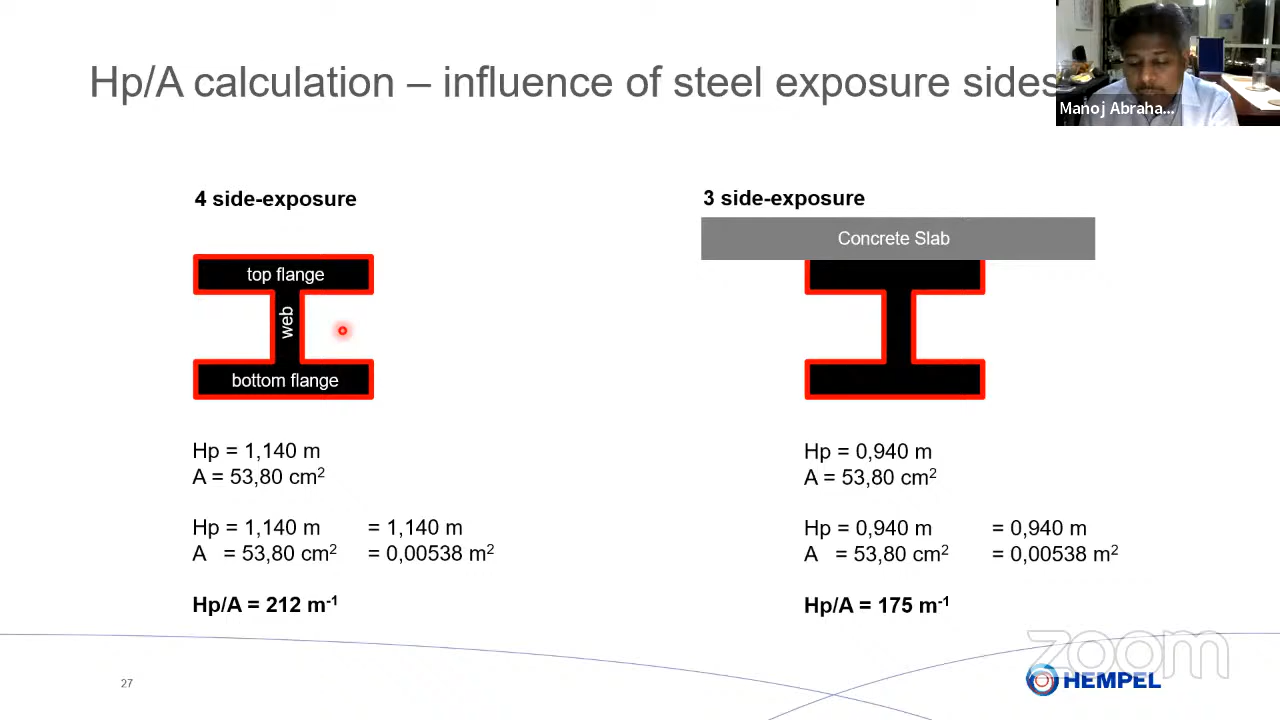 Hp/A calculation – influence of steel exposure sides
Manoj Abraha...
4 side-exposure
top flange
web
bottom flange
Hp = 1,140 m
A = 53,80 cm²
Hp = 1,140 m = 1,140 m
A = 53,80 cm² = 0,00538 m²
Hp/A = 212 m⁻¹
3 side-exposure
Concrete Slab
Hp = 0,940 m
A = 53,80 cm²
Hp = 0,940 m = 0,940 m
A = 53,80 cm² = 0,00538 m²
Hp/A = 175 m⁻¹
27
zoom
HEMPEL